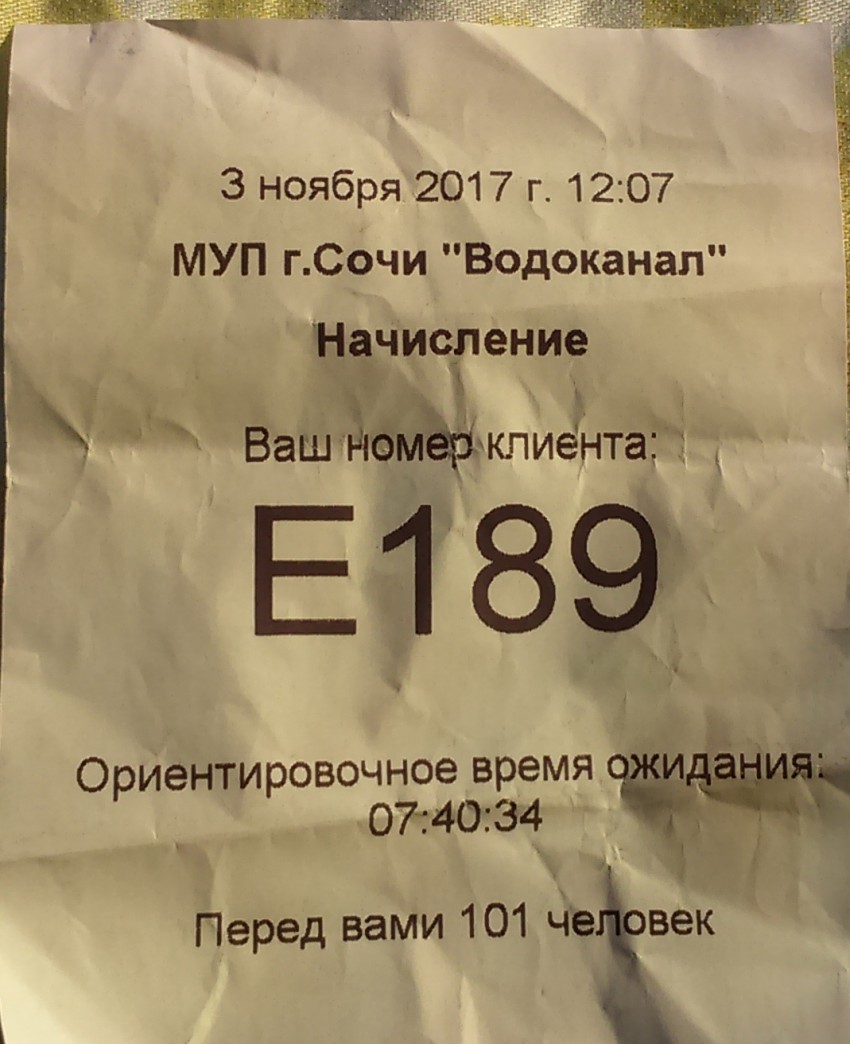 3 ноября 2017 г. 12:07
МУП г.Сочи "Водоканал"
Начисление
Ваш номер клиента:
Е189
Ориентировочное время ожидания:
07:40:34
Перед вами 101 человек